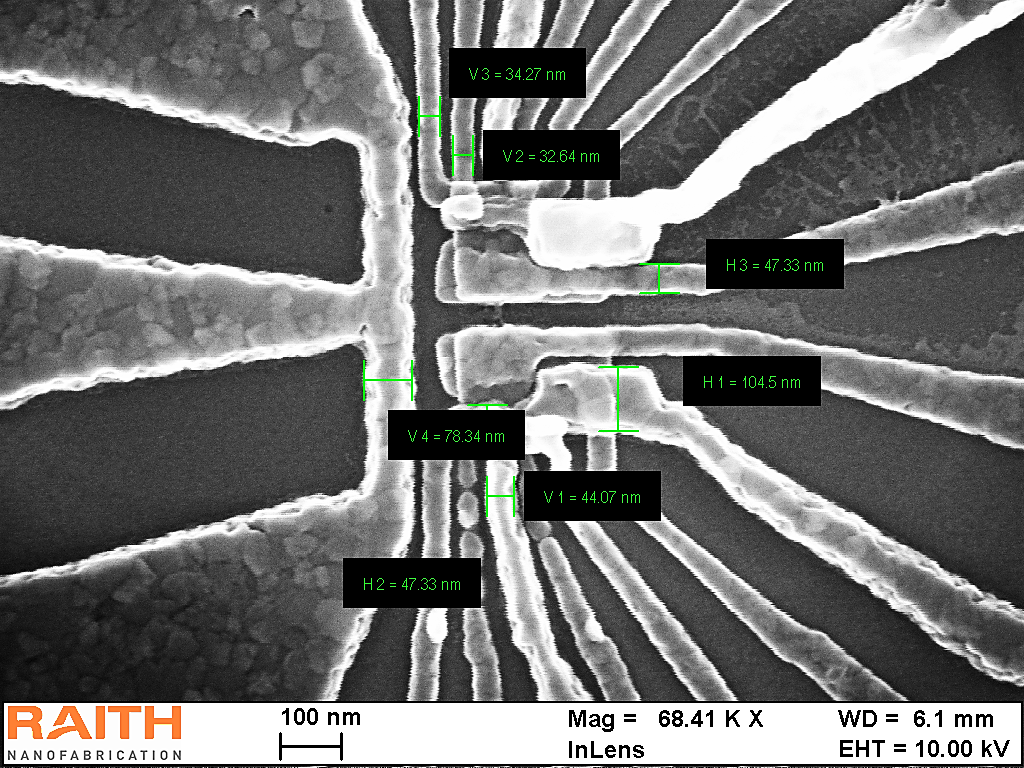 V 3 = 34.27 nm
V 2 = 32.64 nm
H 3 = 47.33 nm
H 1 = 104.5 nm
V 4 = 78.34 nm
V 1 = 44.07 nm
H 2 = 47.33 nm
RAITH
NANOFABRICATION
100 nm
Mag = 68.41 K X
InLens
WD = 6.1 mm
EHT = 10.00 kV